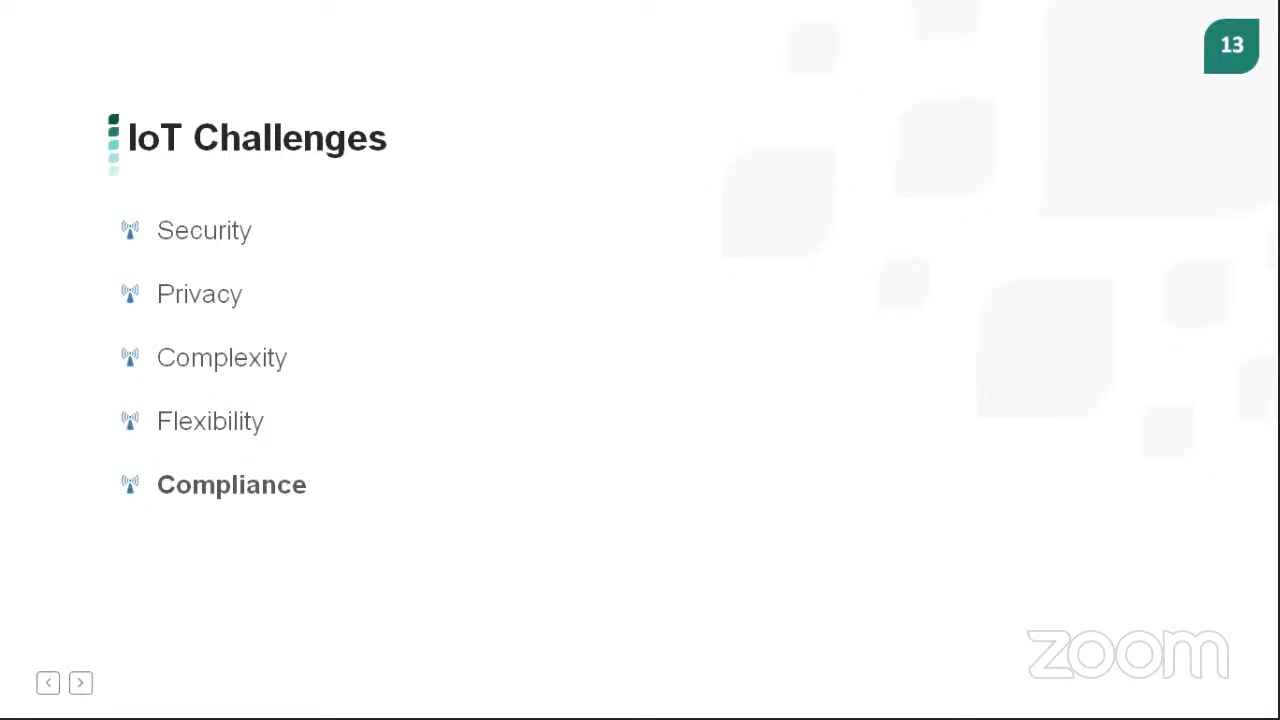 13
IoT Challenges
Security
Privacy
Complexity
Flexibility
Compliance
zoom